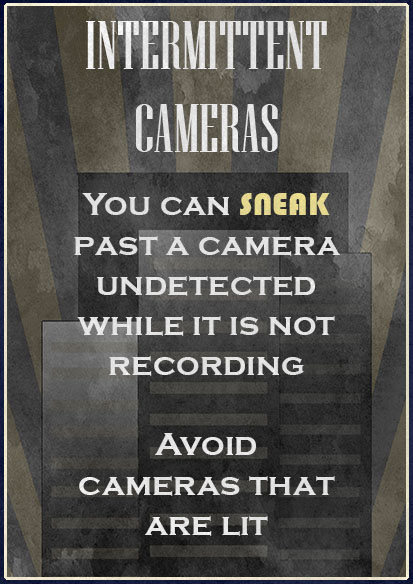 INTERMITTENT
CAMERAS
YOU CAN SNEAK
PAST A CAMERA
UNDETECTED
WHILE IT IS NOT
RECORDING
AVOID
CAMERAS THAT
ARE LIT